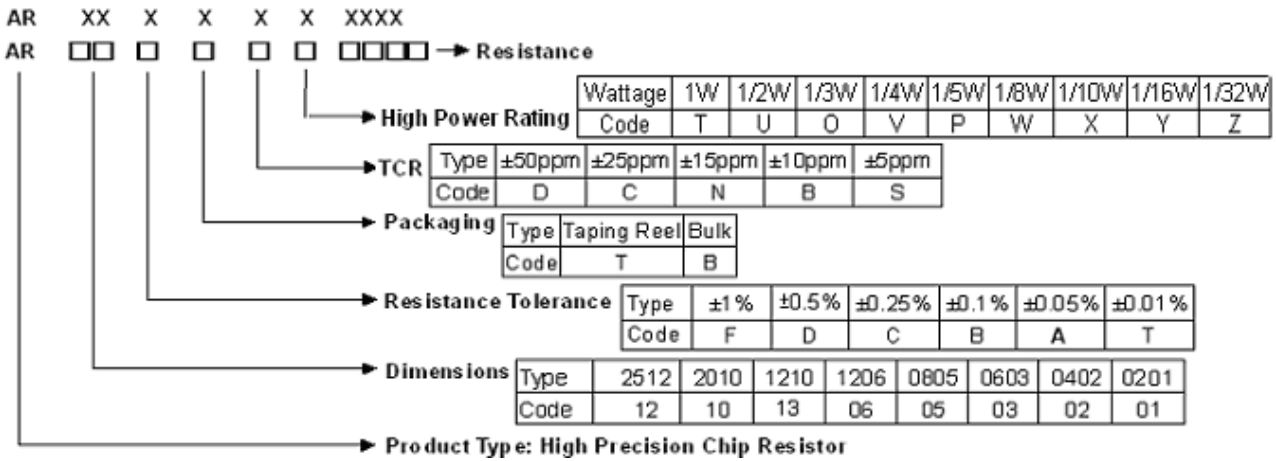 AR XX X X X X XXXX
AR □□ □ □ □ □ □□□□ Resistance
Wattage 1W 1/2W 1/3W 1/4W 1/5W 1/8W 1/10W 1/16W 1/32W
High Power Rating Code T U O V P W X Y Z
TCR Type ±50ppm ±25ppm ±15ppm ±10ppm ±5ppm
Code D C N B S
Packaging Type Taping Reel Bulk
Code T B
Resistance Tolerance Type ±1% ±0.5% ±0.25% ±0.1% ±0.05% ±0.01%
Code F D C B A T
Dimensions Type 2512 2010 1210 1206 0805 0603 0402 0201
Code 12 10 13 06 05 03 02 01
Product Type: High Precision Chip Resistor